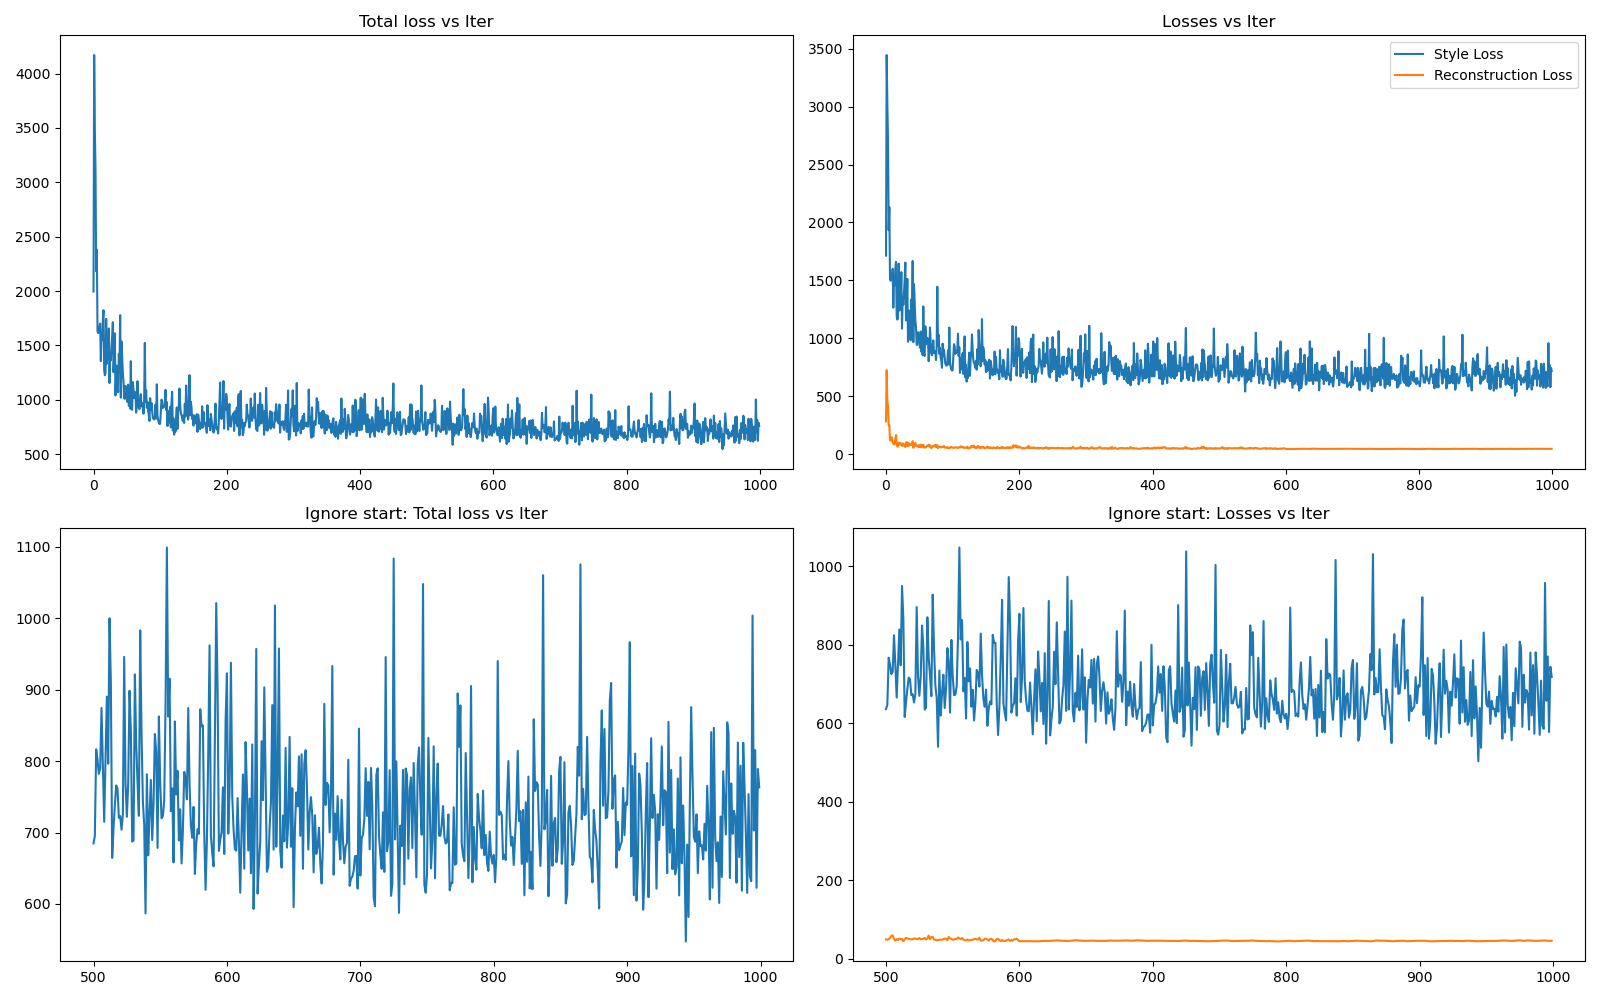 Total loss vs Iter
4000
3500
3000
2500
2000
1500
1000
500
0 200 400 600 800 1000
Losses vs Iter
Style Loss
Reconstruction Loss
3500
3000
2500
2000
1500
1000
500
0
0 200 400 600 800 1000
Ignore start: Total loss vs Iter
1100
1000
900
800
700
600
500 600 700 800 900 1000
Ignore start: Losses vs Iter
1000
800
600
400
200
0
500 600 700 800 900 1000